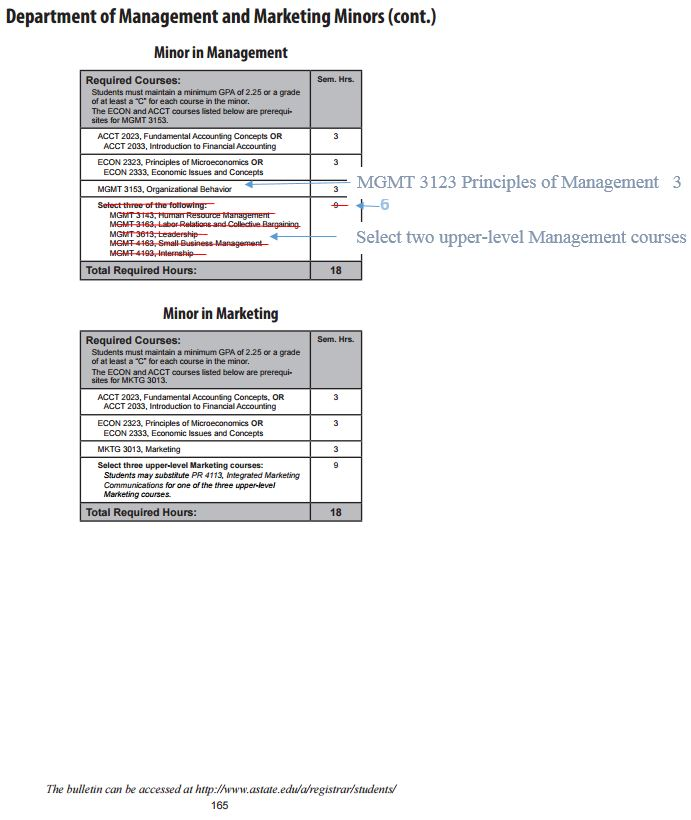 Department of Management and Marketing Minors (cont.)
Minor in Management
Required Courses: Sem. Hrs.
Students must maintain a minimum GPA of 2.25 or a grade
of at least a "C" for each course in the minor.
The ECON and ACCT courses listed below are prerequi-
sites for MGMT 3153.
ACCT 2023, Fundamental Accounting Concepts OR 3
ACCT 2033, Introduction to Financial Accounting
ECON 2323, Principles of Microeconomics OR 3
ECON 2333, Economic Issues and Concepts
MGMT 3123 Principles of Management 3
MGMT 3153, Organizational Behavior 3
Select three of the following: 9 6
MGMT 3143, Human Resource Management
MGMT 3163, Labor Relations and Collective Bargaining
MGMT 3613, Leadership
Select two upper-level Management courses
MGMT 4163, Small Business Management
MGMT 4193, Internship
Total Required Hours: 18
Minor in Marketing
Required Courses: Sem. Hrs.
Students must maintain a minimum GPA of 2.25 or a grade
of at least a "C" for each course in the minor.
The ECON and ACCT courses listed below are prerequi-
sites for MKTG 3013.
ACCT 2023, Fundamental Accounting Concepts, OR 3
ACCT 2033, Introduction to Financial Accounting
ECON 2323, Principles of Microeconomics OR 3
ECON 2333, Economic Issues and Concepts
MKTG 3013, Marketing 3
Select three upper-level Marketing courses: 9
Students may substitute PR 4113, Integrated Marketing
Communications for one of the three upper-level
Marketing courses.
Total Required Hours: 18
The bulletin can be accessed at http://www.astate.edu/a/registrar/students/
165